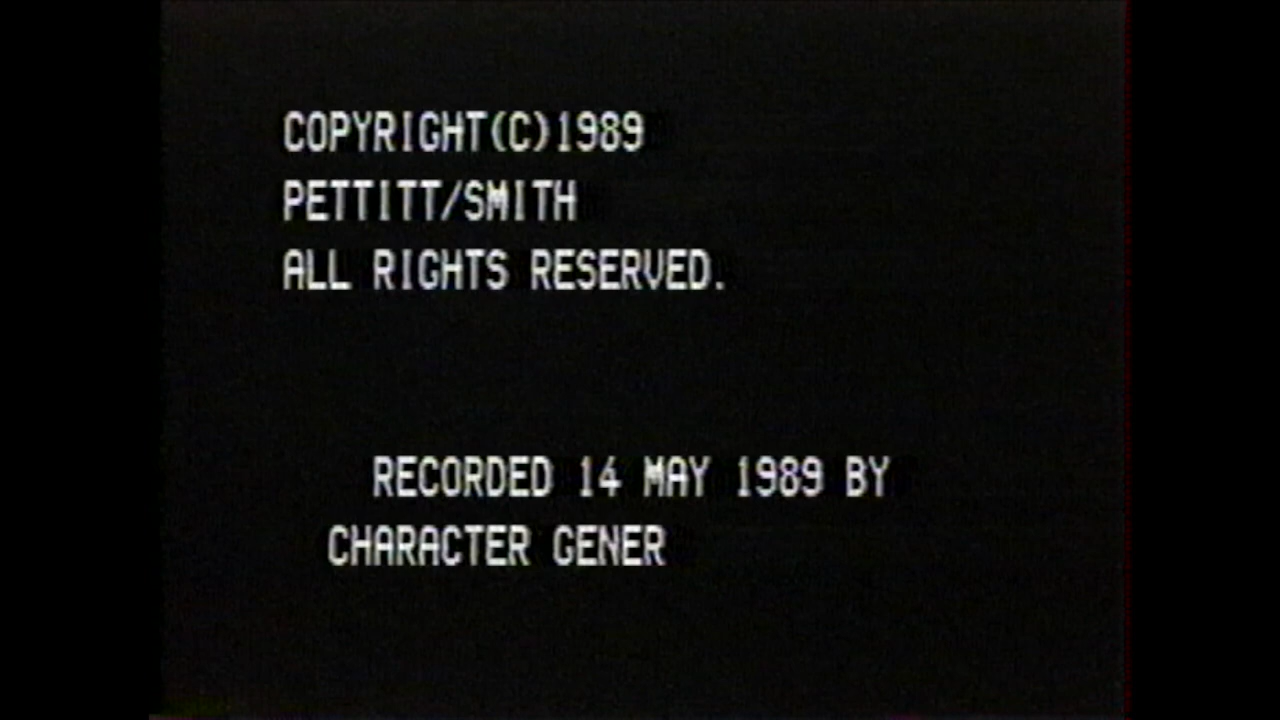 COPYRIGHT(C)1989
PETTITT/SMITH
ALL RIGHTS RESERVED.
RECORDED 14 MAY 1989 BY
CHARACTER GENER